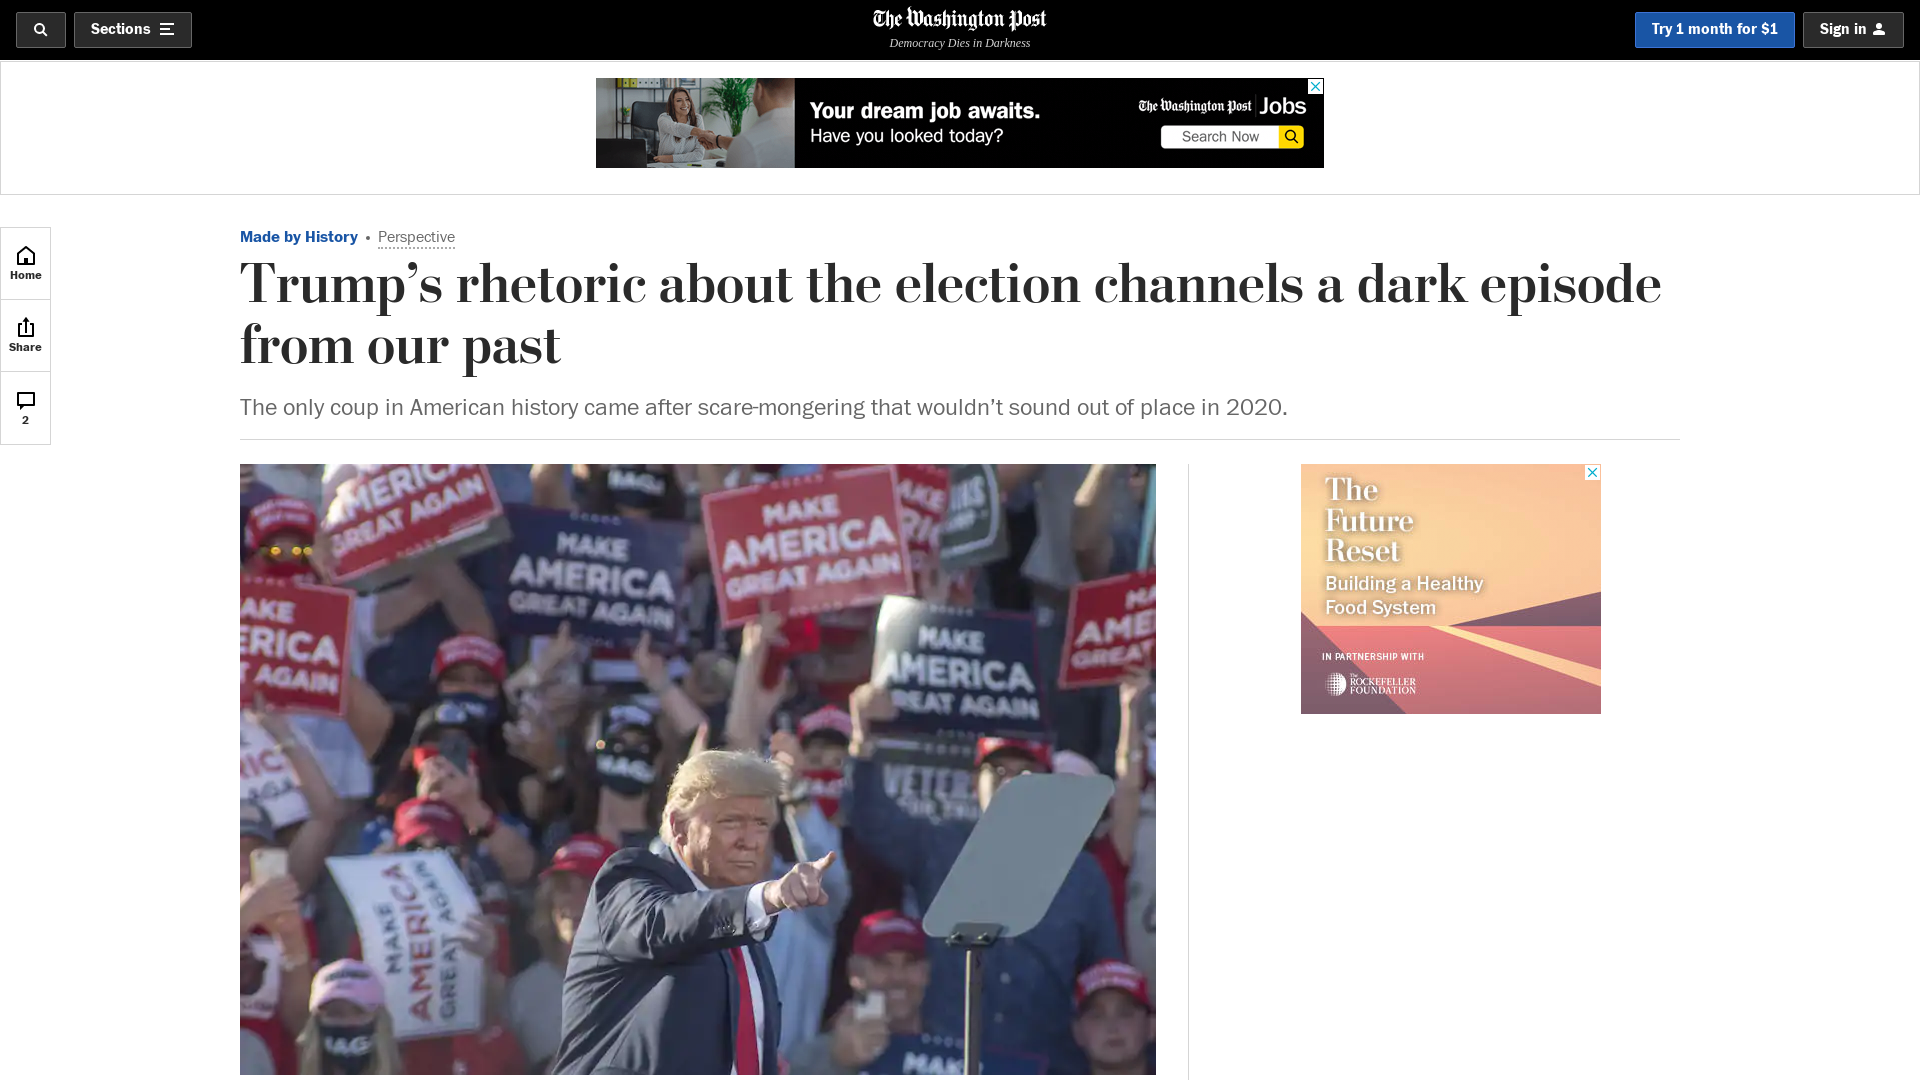 Sections
The Washington Post
Democracy Dies in Darkness
Try 1 month for $1
Sign in
Your dream job awaits.
Have you looked today?
The Washington Post Jobs
Search Now
Home
Share
2
Made by History • Perspective
Trump’s rhetoric about the election channels a dark episode
from our past
The only coup in American history came after scare-mongering that wouldn’t sound out of place in 2020.
MAKE
AMERICA
GREAT AGAIN
MAKE
AMERICA
GREAT AGAIN
MAKE
AMERICA
GREAT AGAIN
MAKE
AMERICA
GREAT AGAIN
The
Future
Reset
Building a Healthy
Food System
IN PARTNERSHIP WITH
The
ROCKEFELLER
FOUNDATION